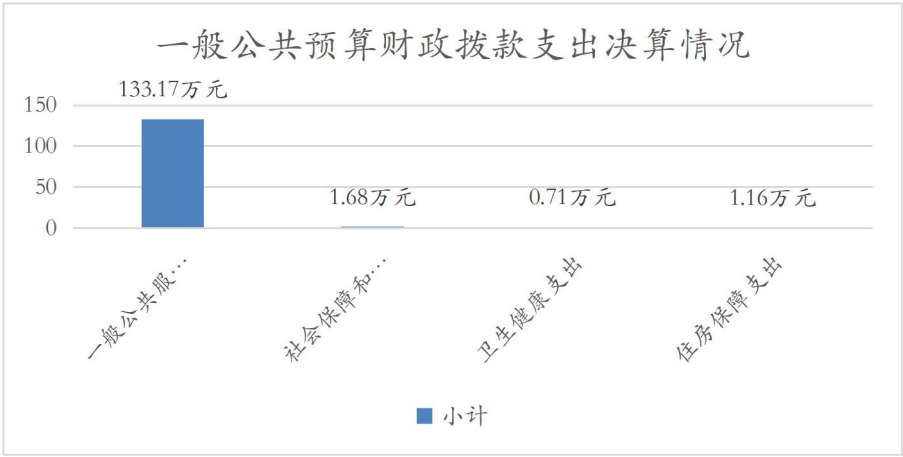 一般公共预算财政拨款支出决算情况
133.17万元
150
100
50
0
1.68万元
0.71万元
1.16万元
一般公共服…
社会保障和…
卫生健康支出
住房保障支出
小计